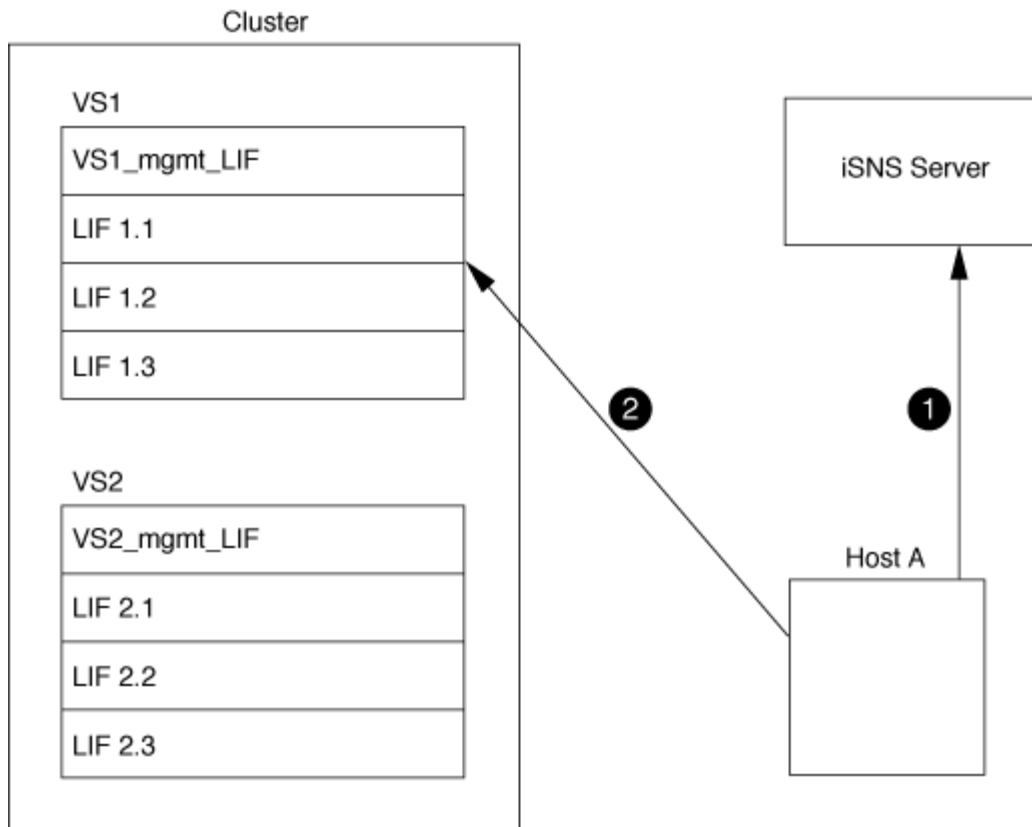 Cluster
VS1
VS1_mgmt_LIF
LIF 1.1
LIF 1.2
LIF 1.3
VS2
VS2_mgmt_LIF
LIF 2.1
LIF 2.2
LIF 2.3
iSNS Server
2
1
Host A